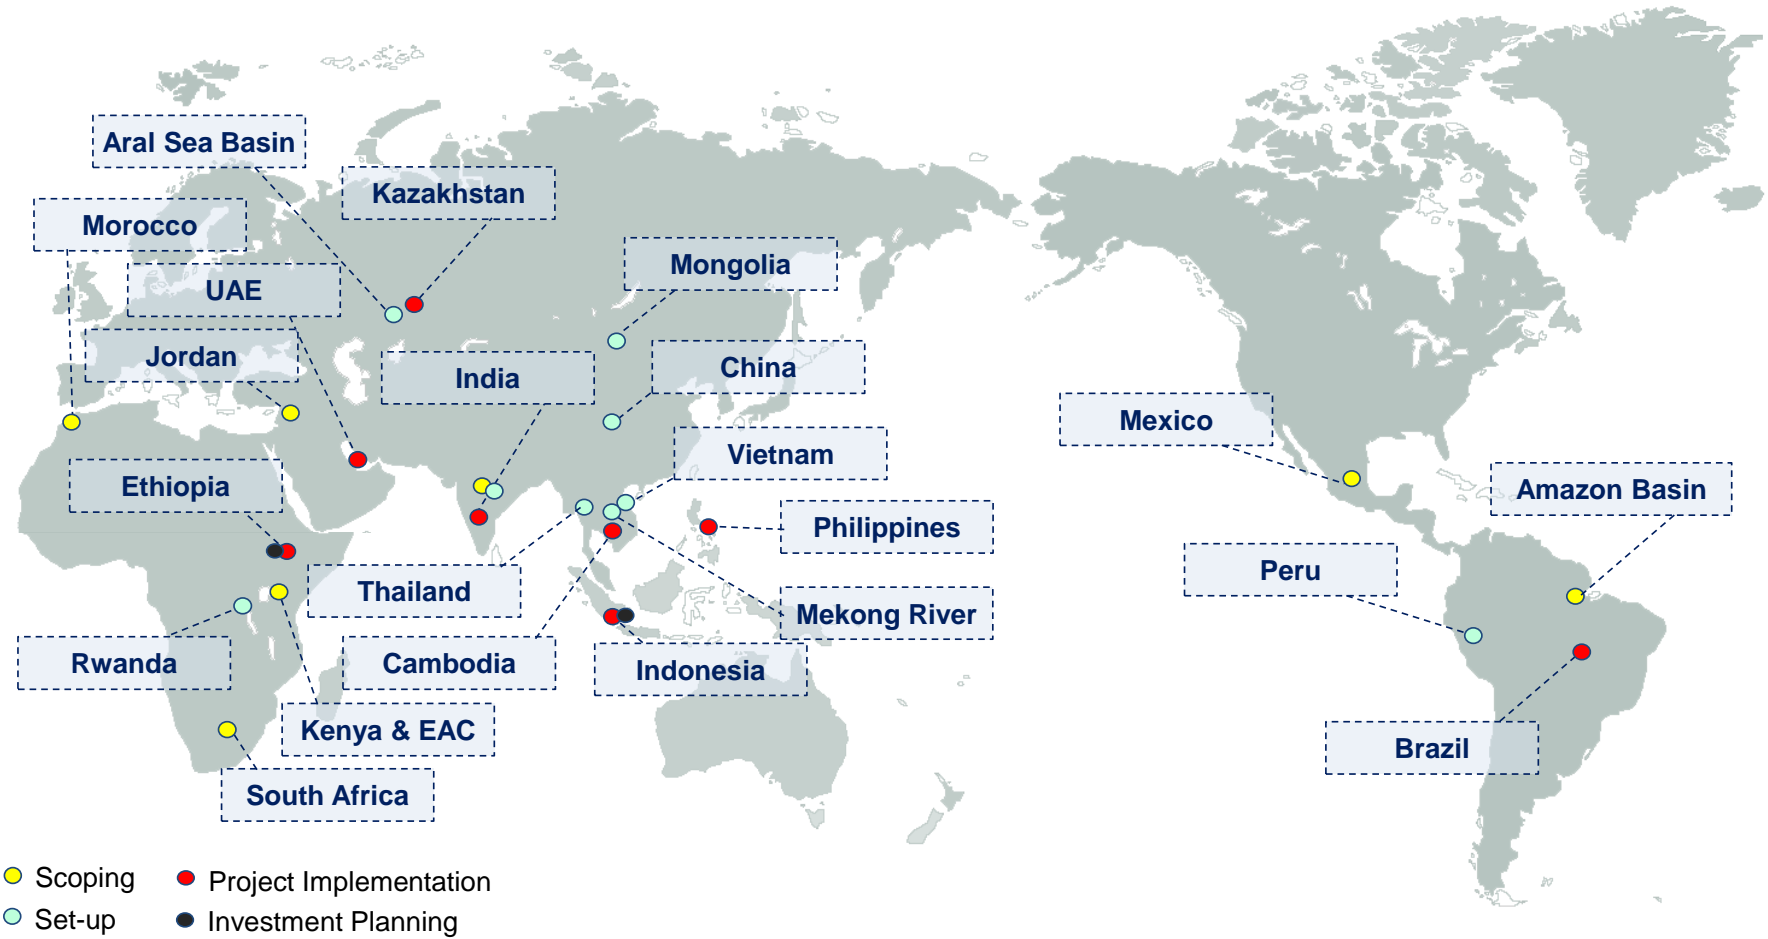 Aral Sea Basin
Kazakhstan
Morocco
Mongolia
UAE
Jordan
India
China
Mexico
Vietnam
Ethiopia
Amazon Basin
Philippines
Peru
Thailand
Mekong River
Rwanda
Cambodia
Indonesia
Kenya & EAC
Brazil
South Africa
Scoping
Project Implementation
Set-up
Investment Planning